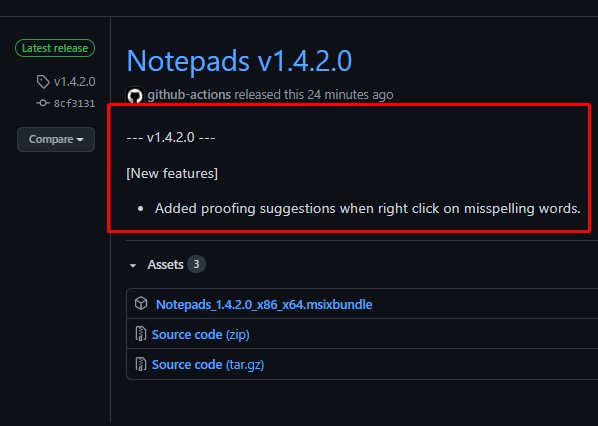 Latest release
v1.4.2.0
8cf3131
Compare
Notepads v1.4.2.0
github-actions released this 24 minutes ago
--- v1.4.2.0 ---
[New features]
• Added proofing suggestions when right click on misspelling words.
Assets 3
Notepads_1.4.2.0_x86_x64.msixbundle
Source code (zip)
Source code (tar.gz)